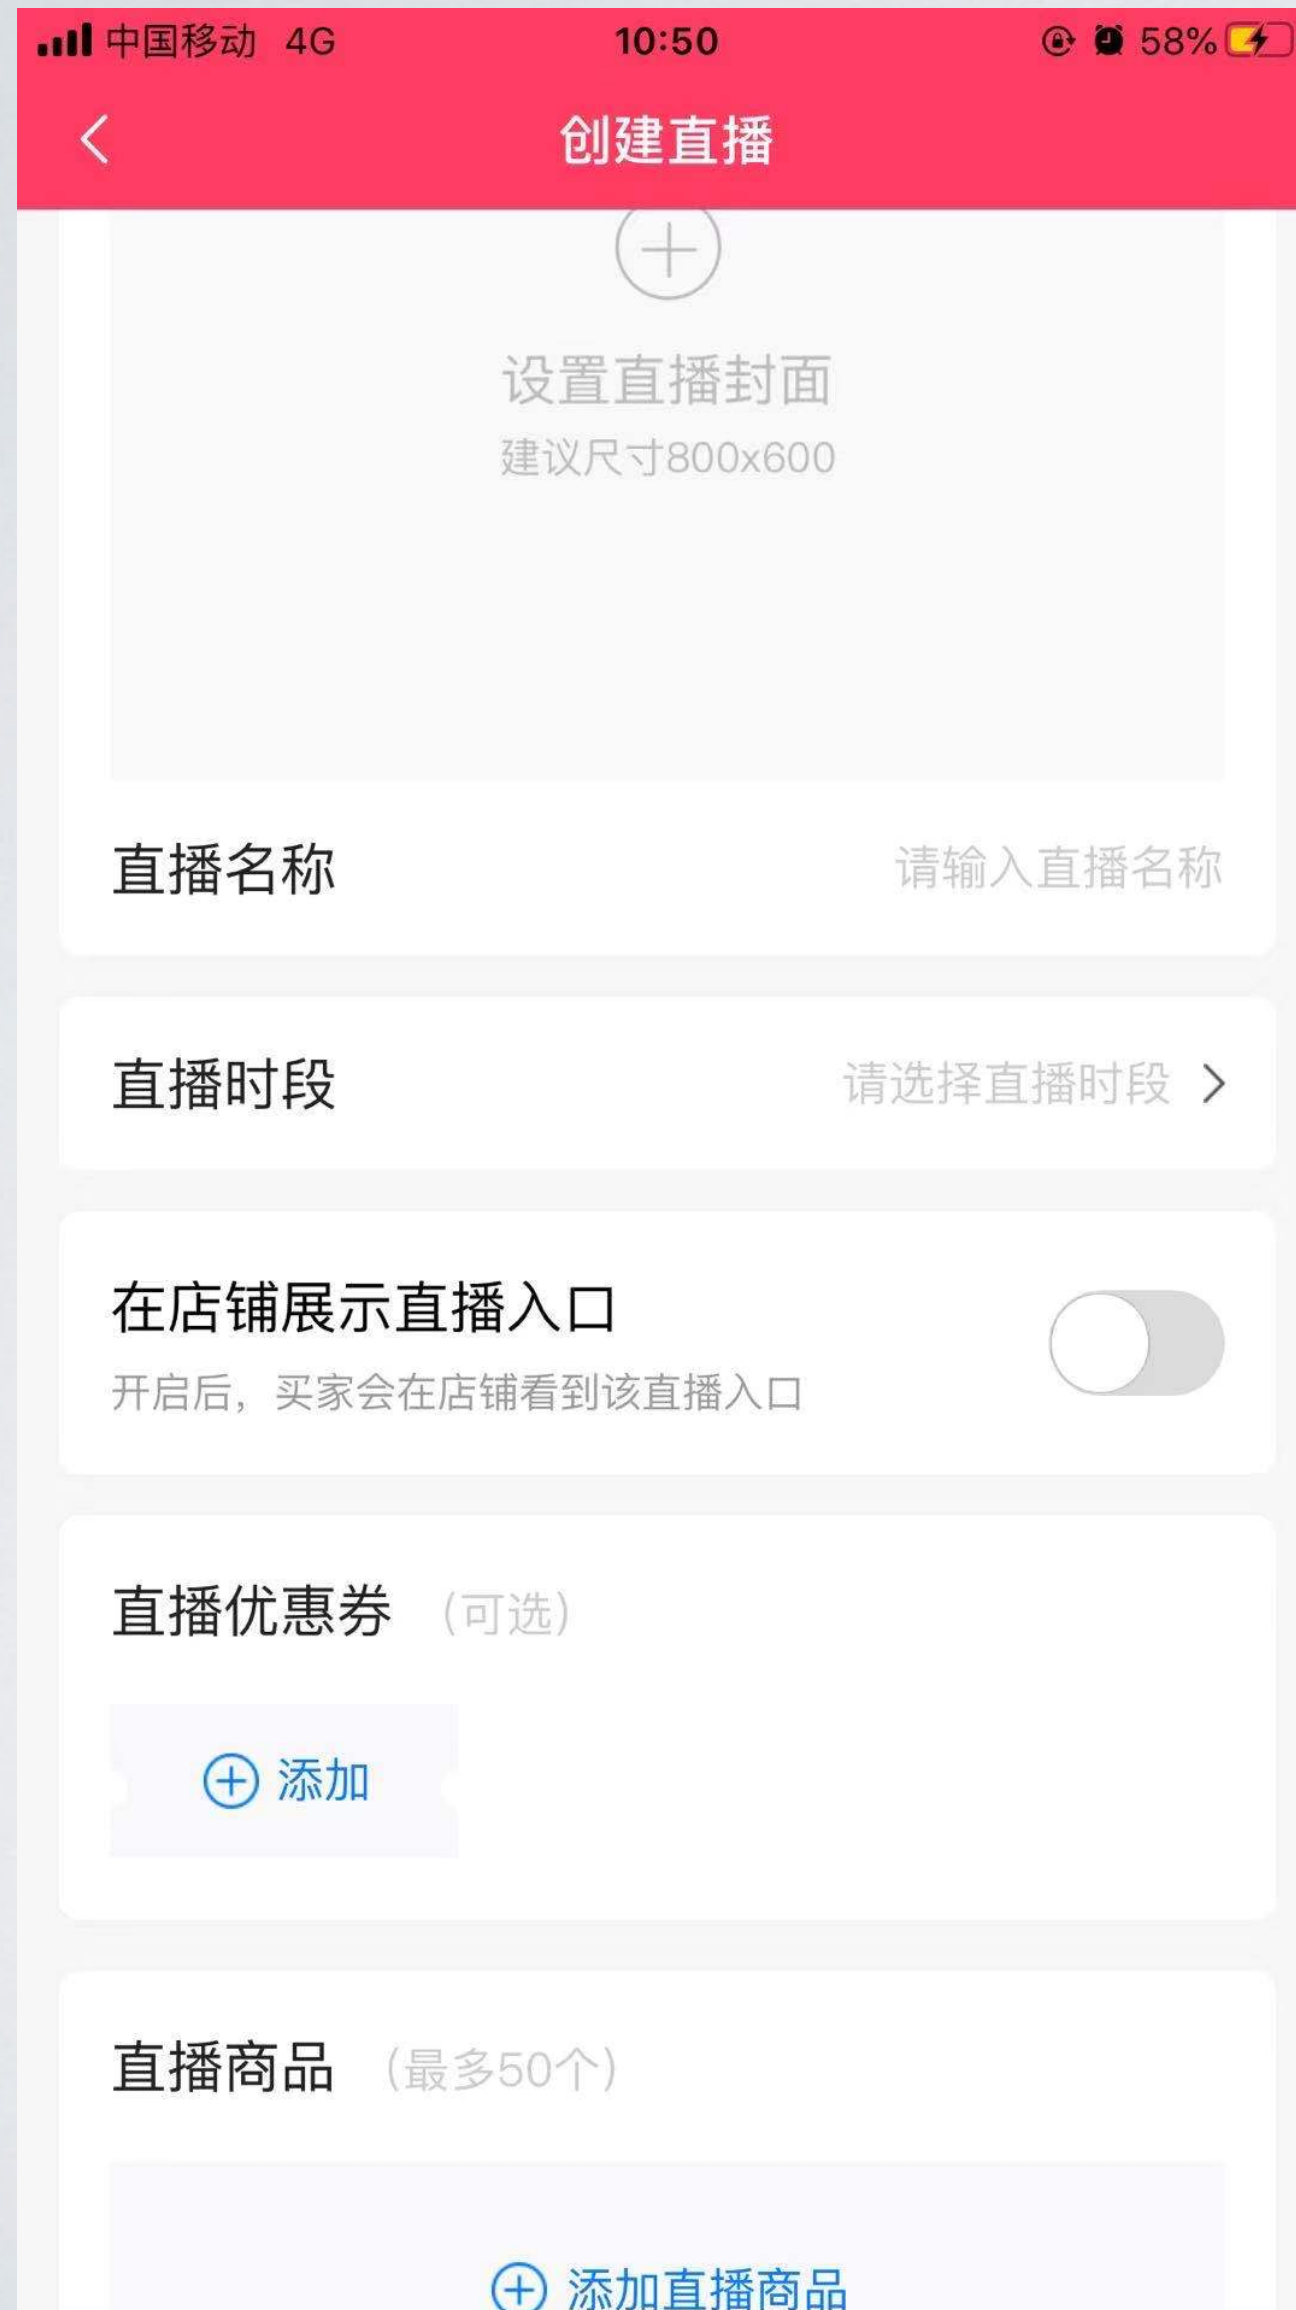 中国移动 4G 10:50 58%
创建直播
设置直播封面
建议尺寸800x600
直播名称 请输入直播名称
直播时段 请选择直播时段
在店铺展示直播入口
开启后，买家会在店铺看到该直播入口
直播优惠券 （可选）
添加
直播商品 （最多50个）
添加直播商品